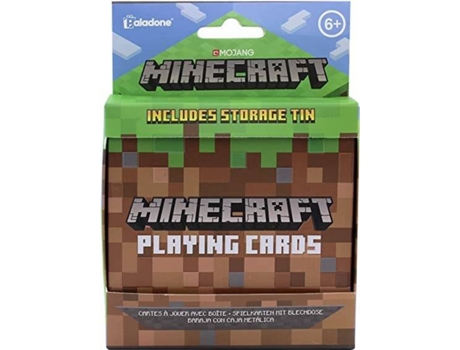 Paladone
6+
MOJANG
MINECRAFT
INCLUDES STORAGE TIN
MINECRAFT
PLAYING CARDS
CARTES À JOUER AVEC BOÎTE - SPIELKARTEN MIT BLECHDOSE
BARAJA CON CAJA METÁLICA